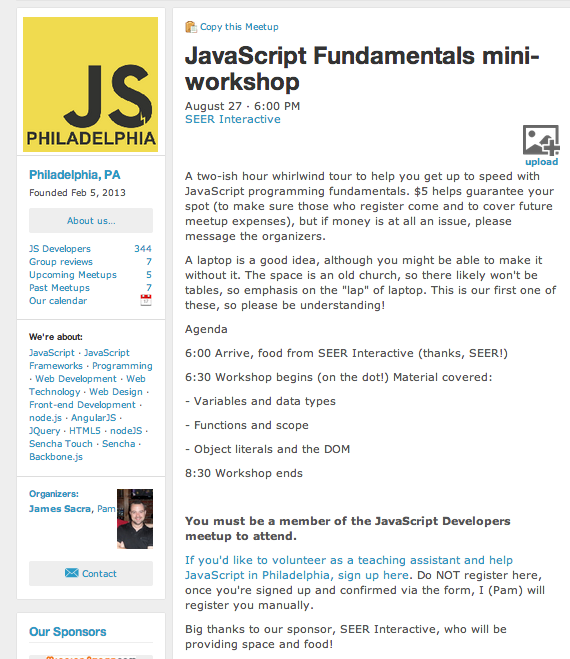 JS
PHILADELPHIA
Philadelphia, PA
Founded Feb 5, 2013
About us...
JS Developers 344
Group reviews 7
Upcoming Meetups 5
Past Meetups 7
Our calendar
We're about:
JavaScript · JavaScript
Frameworks · Programming
· Web Development · Web
Technology · Web Design ·
Front-end Development ·
node.js · AngularJS ·
JQuery · HTML5 · nodeJS ·
Sencha Touch · Sencha ·
Backbone.js
Organizers:
James Sacra, Pam
Contact
Our Sponsors
Copy this Meetup
JavaScript Fundamentals mini-
workshop
August 27 · 6:00 PM
SEER Interactive
upload
A two-ish hour whirlwind tour to help you get up to speed with
JavaScript programming fundamentals. $5 helps guarantee your
spot (to make sure those who register come and to cover future
meetup expenses), but if money is at all an issue, please
message the organizers.
A laptop is a good idea, although you might be able to make it
without it. The space is an old church, so there likely won't be
tables, so emphasis on the "lap" of laptop. This is our first one of
these, so please be understanding!
Agenda
6:00 Arrive, food from SEER Interactive (thanks, SEER!)
6:30 Workshop begins (on the dot!) Material covered:
- Variables and data types
- Functions and scope
- Object literals and the DOM
8:30 Workshop ends
You must be a member of the JavaScript Developers
meetup to attend.
If you'd like to volunteer as a teaching assistant and help
JavaScript in Philadelphia, sign up here. Do NOT register here,
once you're signed up and confirmed via the form, I (Pam) will
register you manually.
Big thanks to our sponsor, SEER Interactive, who will be
providing space and food!